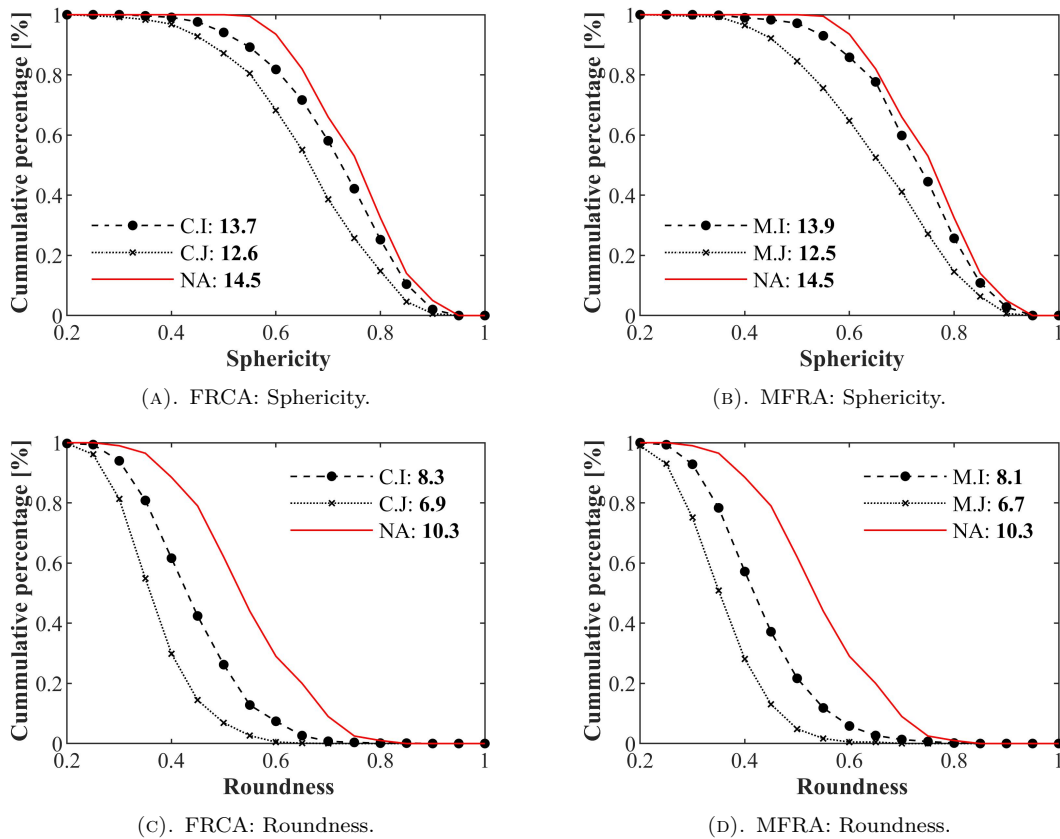 Cummulative percentage [%]
1
0.8
0.6
0.4
0.2
0
C.I: 13.7
C.J: 12.6
NA: 14.5
0.2
0.4
0.6
0.8
1
Sphericity
(A). FRCA: Sphericity.
Cummulative percentage [%]
1
0.8
0.6
0.4
0.2
0
M.I: 13.9
M.J: 12.5
NA: 14.5
0.2
0.4
0.6
0.8
1
Sphericity
(B). MFRA: Sphericity.
Cummulative percentage [%]
1
0.8
0.6
0.4
0.2
0
C.I: 8.3
C.J: 6.9
NA: 10.3
0.2
0.4
0.6
0.8
1
Roundness
(C). FRCA: Roundness.
Cummulative percentage [%]
1
0.8
0.6
0.4
0.2
0
M.I: 8.1
M.J: 6.7
NA: 10.3
0.2
0.4
0.6
0.8
1
Roundness
(D). MFRA: Roundness.